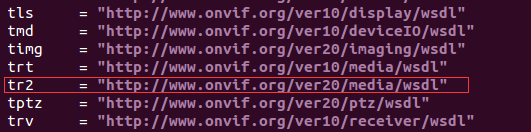 tls = "http://www.onvif.org/ver10/display/wsdl"
tmd = "http://www.onvif.org/ver10/deviceIO/wsdl"
timg = "http://www.onvif.org/ver20/imaging/wsdl"
trt = "http://www.onvif.org/ver10/media/wsdl"
tr2 = "http://www.onvif.org/ver20/media/wsdl"
tptz = "http://www.onvif.org/ver20/ptz/wsdl"
trv = "http://www.onvif.org/ver10/receiver/wsdl"